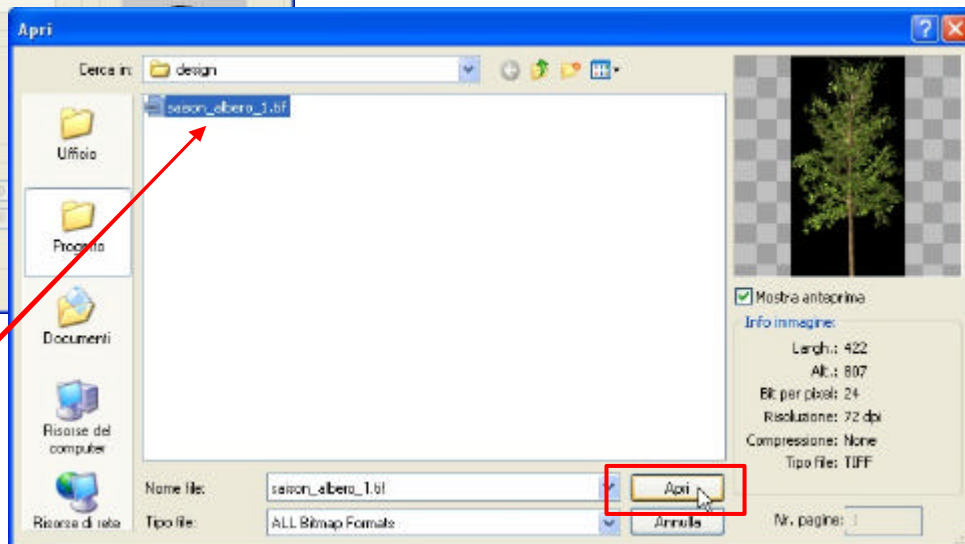 Apri
Cerca in: design
saison_albero_1.tif
Ufficio
Progetto
Documenti
Risorse del
computer
Risorse di rete
Mostra anteprima
Info immagine:
Largh.: 422
Alt.: 807
Bit per pixel: 24
Risoluzione: 72 dpi
Compressione: None
Tipo file: TIFF
Nome file: saison_albero_1.tif Apri
Tipo file: ALL Bitmap Formats Annulla
Nr. pagine: 1